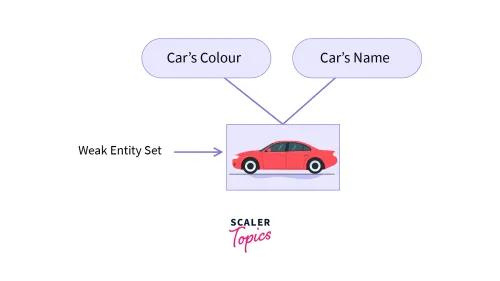 Car's Colour
Car's Name
Weak Entity Set
SCALER
Topics